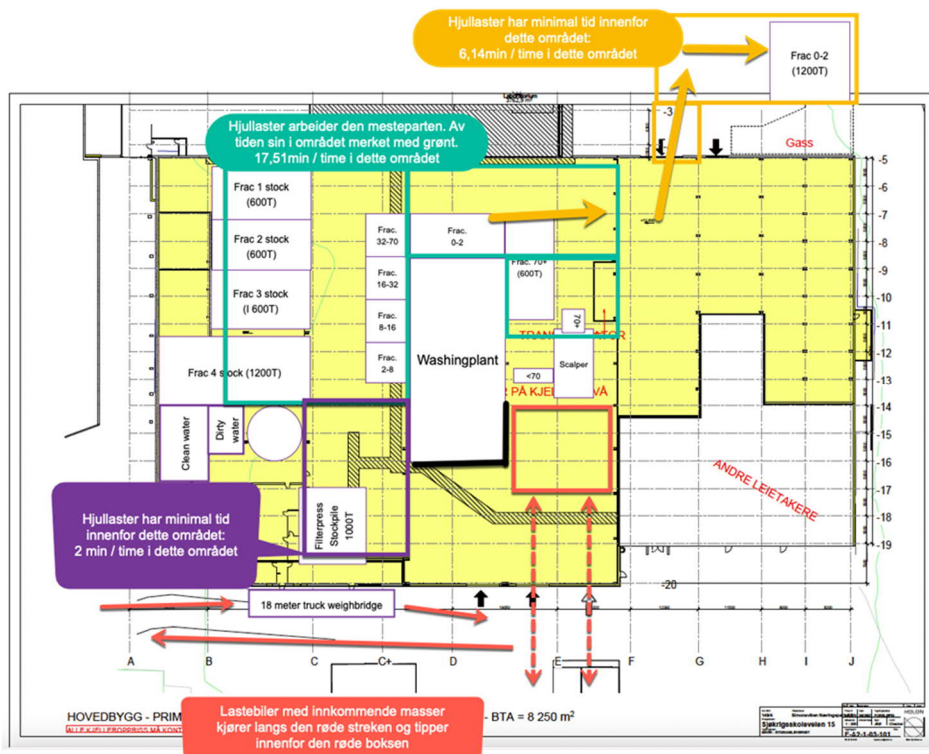 Hjullaster har minimal tid innenfor
dette området:
6,14min / time i dette området
Frac 0-2
(1200T)
Hjullaster arbeider den mesteparten. Av
tiden sin i området merket med grønt.
17,51min / time i dette området
-3
Gass
Frac 1 stock
(600T)
Frac 2 stock
(600T)
Frac 3 stock
(I 600T)
Frac 4 stock (1200T)
Frac.
32-70
Frac.
16-32
Frac.
8-16
Frac.
2-8
Frac.
0-2
Frac. 70+
(600T)
70+
Washingplant
<70
Scalper
-5
-6
-7
-8
-9
-10
-11
-12
-13
-14
-15
-16
-17
-18
-19
-20
Clean water
Dirty
water
ANDRE LEIETAKERE
Filterpress
Stockpile
1000T
Hjullaster har minimal tid
innenfor dette området:
2 min / time i dette området
18 meter truck weighbridge
A B C C+ D E F G H I J
Lastebiler med innkommende masser
kjører langs den røde streken og tipper
innenfor den røde boksen
HOVEDBYGG - PRIM
- BTA = 8 250 m²
Sjøkrigsskoleveien 15